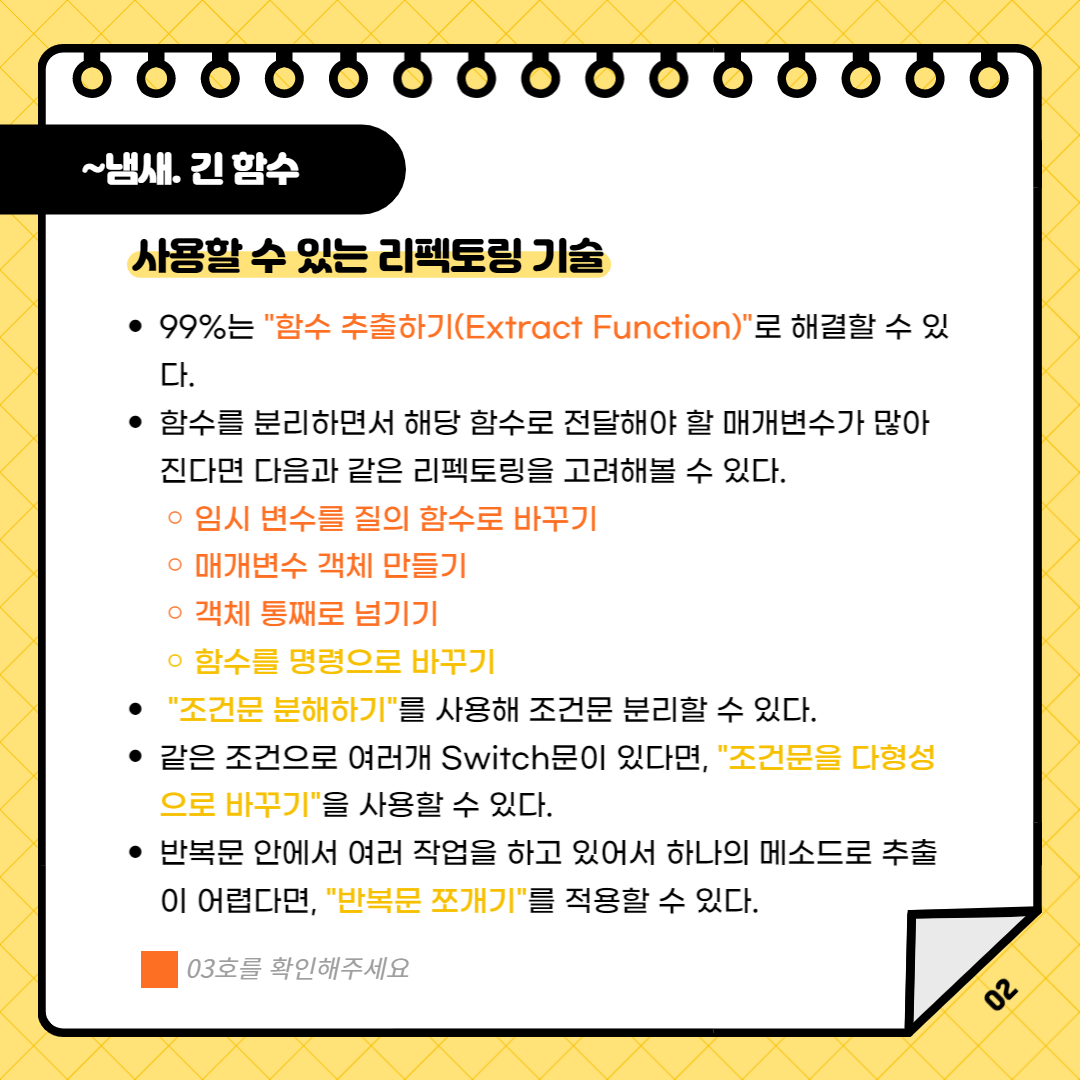 ~냄새. 긴 함수
사용할 수 있는 리펙토링 기술
• 99%는 "함수 추출하기(Extract Function)"로 해결할 수 있
다.
• 함수를 분리하면서 해당 함수로 전달해야 할 매개변수가 많아
진다면 다음과 같은 리펙토링을 고려해볼 수 있다.
○ 임시 변수를 질의 함수로 바꾸기
○ 매개변수 객체 만들기
○ 객체 통째로 넘기기
○ 함수를 명령으로 바꾸기
• "조건문 분해하기"를 사용해 조건문 분리할 수 있다.
• 같은 조건으로 여러개 Switch문이 있다면, "조건문을 다형성
으로 바꾸기"을 사용할 수 있다.
• 반복문 안에서 여러 작업을 하고 있어서 하나의 메소드로 추출
이 어렵다면, "반복문 쪼개기"를 적용할 수 있다.
03호를 확인해주세요
02